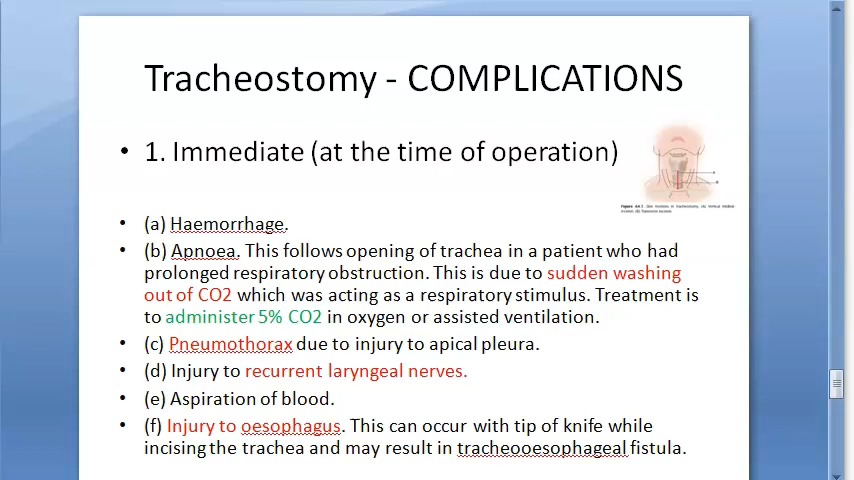 Tracheostomy - COMPLICATIONS
• 1. Immediate (at the time of operation)
• (a) Haemorrhage.
• (b) Apnoea. This follows opening of trachea in a patient who had
prolonged respiratory obstruction. This is due to sudden washing
out of CO2 which was acting as a respiratory stimulus. Treatment is
to administer 5% CO2 in oxygen or assisted ventilation.
• (c) Pneumothorax due to injury to apical pleura.
• (d) Injury to recurrent laryngeal nerves.
• (e) Aspiration of blood.
• (f) Injury to oesophagus. This can occur with tip of knife while
incising the trachea and may result in tracheooesophageal fistula.